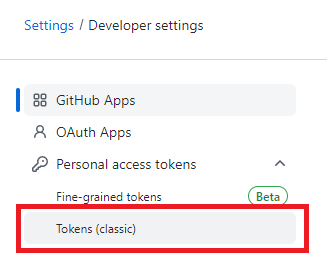 Settings / Developer settings
GitHub Apps
OAuth Apps
Personal access tokens
Fine-grained tokens Beta
Tokens (classic)